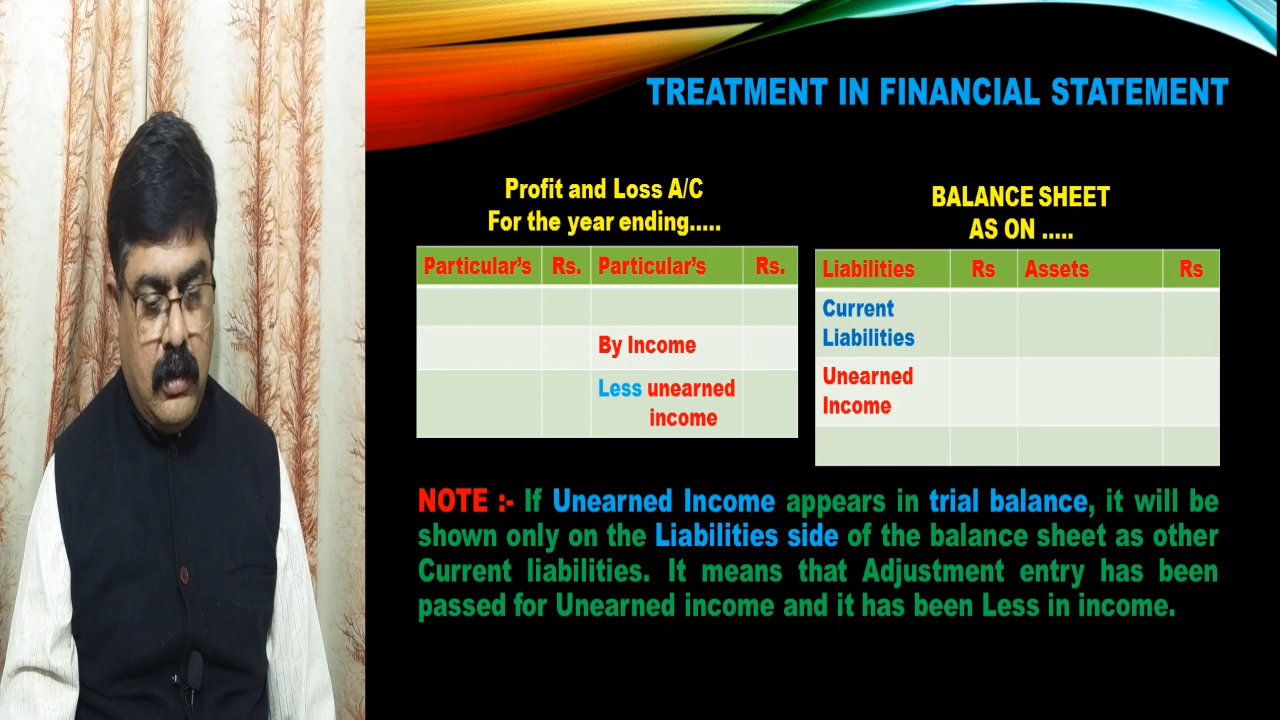 TREATMENT IN FINANCIAL STATEMENT
Profit and Loss A/C
For the year ending.....
Particular's Rs. Particular's Rs.
By Income
Less unearned
income
BALANCE SHEET
AS ON .....
Liabilities Rs Assets Rs
Current
Liabilities
Unearned
Income
NOTE :- If Unearned Income appears in trial balance, it will be
shown only on the Liabilities side of the balance sheet as other
Current liabilities. It means that Adjustment entry has been
passed for Unearned income and it has been Less in income.